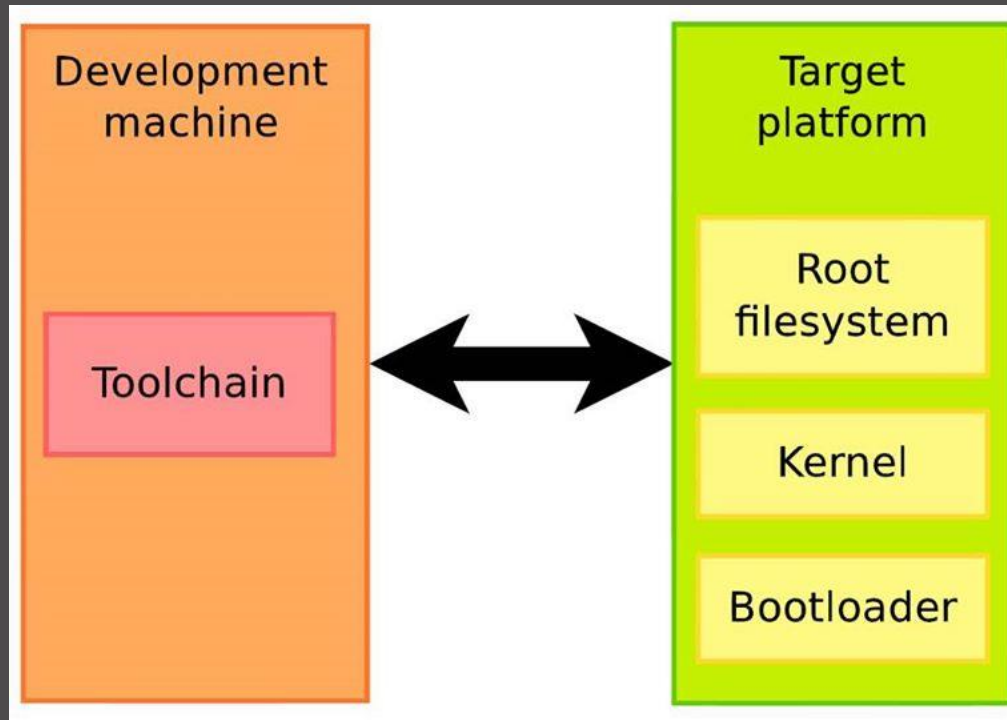 Development
machine
Toolchain
Target
platform
Root
filesystem
Kernel
Bootloader